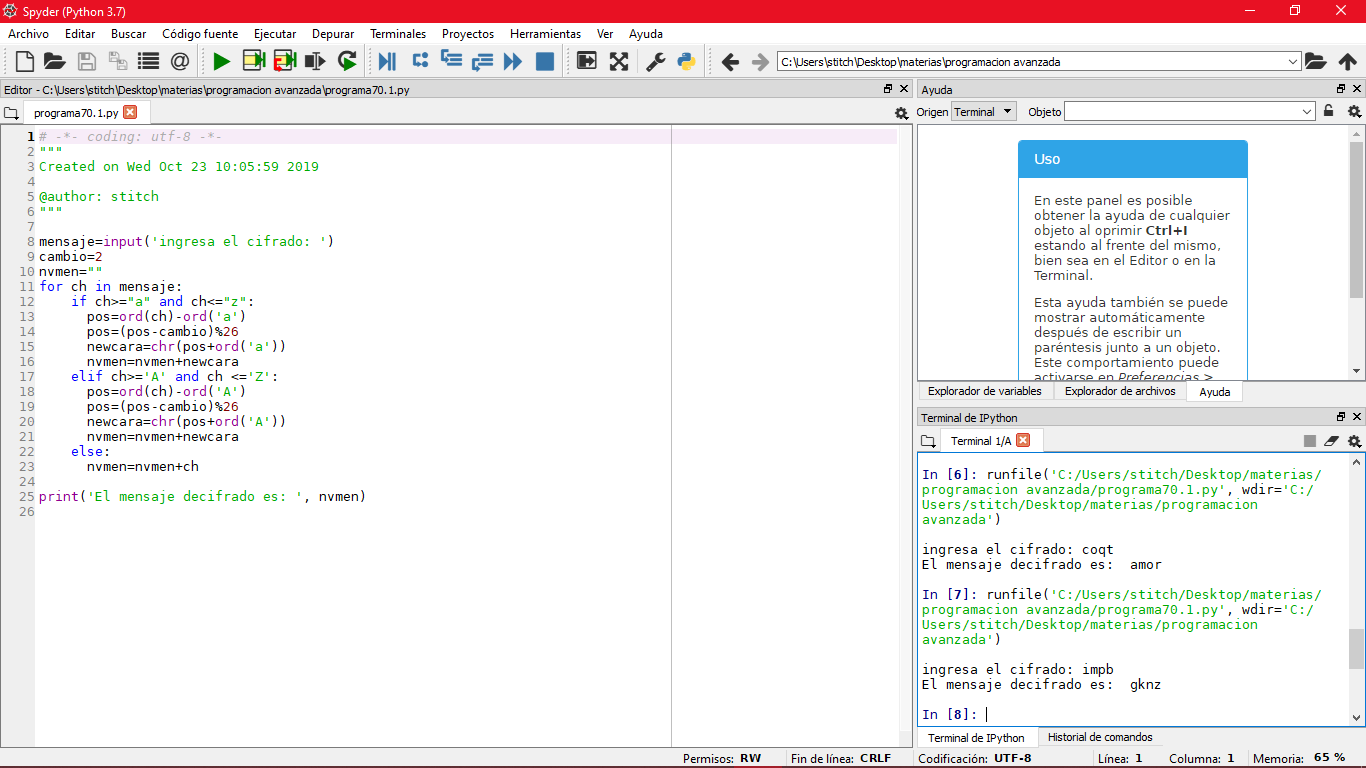 Spyder (Python 3.7)
Archivo Editar Buscar Código fuente Ejecutar Depurar Terminales Proyectos Herramientas Ver Ayuda
C:\Users\stitch\Desktop\materias\programacion avanzada
Editor - C:\Users\stitch\Desktop\materias\programacion avanzada\programa70.1.py
programa70.1.py
1 # -*- coding: utf-8 -*-
2 """
3 Created on Wed Oct 23 10:05:59 2019
4
5 @author: stitch
6 """
7
8 mensaje=input('ingresa el cifrado: ')
9 cambio=2
10 nvmen=""
11 for ch in mensaje:
12     if ch>="a" and ch<="z":
13       pos=ord(ch)-ord('a')
14       pos=(pos-cambio)%26
15       newcara=chr(pos+ord('a'))
16       nvmen=nvmen+newcara
17     elif ch>='A' and ch <='Z':
18       pos=ord(ch)-ord('A')
19       pos=(pos-cambio)%26
20       newcara=chr(pos+ord('A'))
21       nvmen=nvmen+newcara
22     else:
23       nvmen=nvmen+ch
24
25 print('El mensaje decifrado es: ', nvmen)
26
Ayuda
Origen Terminal Objeto
Uso
En este panel es posible
obtener la ayuda de cualquier
objeto al oprimir Ctrl+I
estando al frente del mismo,
bien sea en el Editor o en la
Terminal.
Esta ayuda también se puede
mostrar automáticamente
después de escribir un
paréntesis junto a un objeto.
Este comportamiento puede
activarse en Preferencias >
Explorador de variables Explorador de archivos Ayuda
Terminal de IPython
Terminal 1/A
In [6]: runfile('C:/Users/stitch/Desktop/materias/
programacion avanzada/programa70.1.py', wdir='C:/
Users/stitch/Desktop/materias/programacion
avanzada')
ingresa el cifrado: coqt
El mensaje decifrado es:  amor
In [7]: runfile('C:/Users/stitch/Desktop/materias/
programacion avanzada/programa70.1.py', wdir='C:/
Users/stitch/Desktop/materias/programacion
avanzada')
ingresa el cifrado: impb
El mensaje decifrado es:  gknz
In [8]:
Terminal de IPython Historial de comandos
Permisos: RW Fin de línea: CRLF Codificación: UTF-8 Línea: 1 Columna: 1 Memoria: 65 %